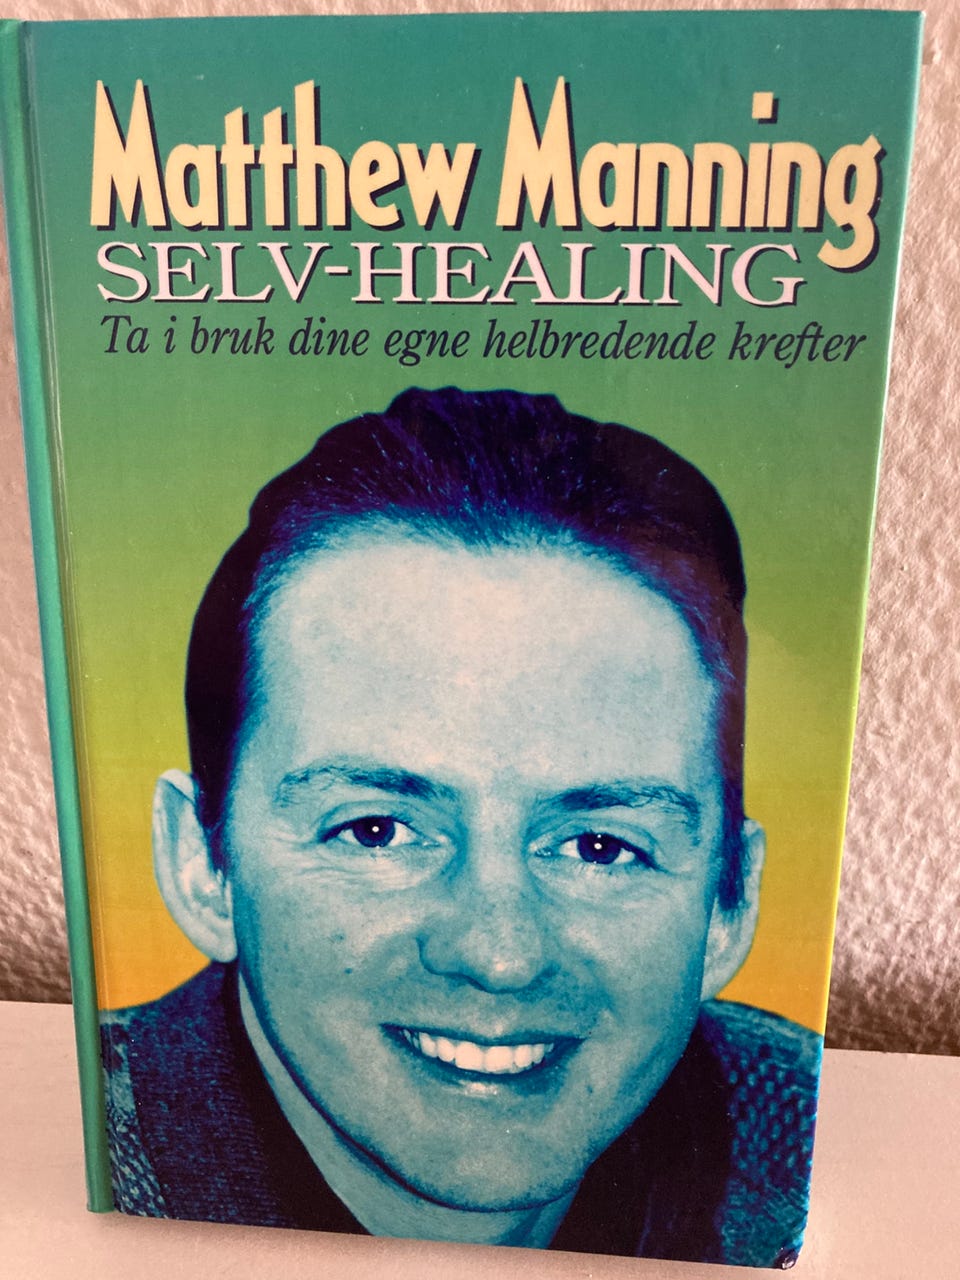 Matthew Manning
SELV-HEALING
Ta i bruk dine egne helbredende krefter